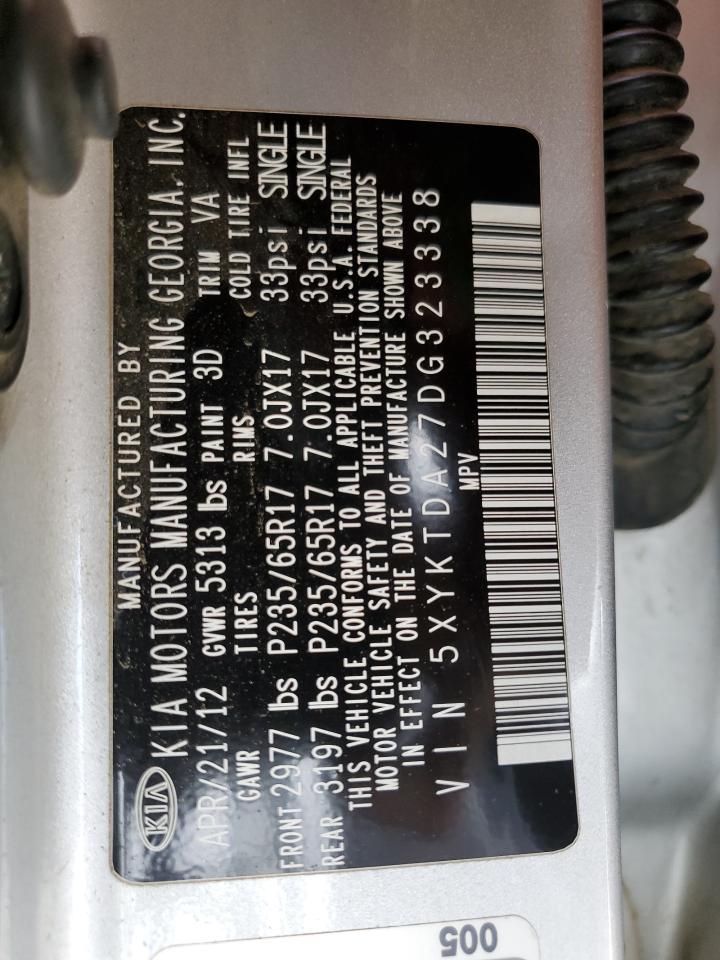 MANUFACTURED BY
KIA KIA MOTORS MANUFACTURING GEORGIA, INC.
APR/21/12 GVWR 5313 lbs PAINT 3D TRIM VA
GAWR TIRES RIMS COLD TIRE INFL
FRONT 2977 lbs P235/65R17 7.0JX17 33psi SINGLE
REAR 3197 lbs P235/65R17 7.0JX17 33psi SINGLE
THIS VEHICLE CONFORMS TO ALL APPLICABLE U.S.A. FEDERAL
MOTOR VEHICLE SAFETY AND THEFT PREVENTION STANDARDS
IN EFFECT ON THE DATE OF MANUFACTURE SHOWN ABOVE
VIN 5XYKTDA27DG323338
MPV
005